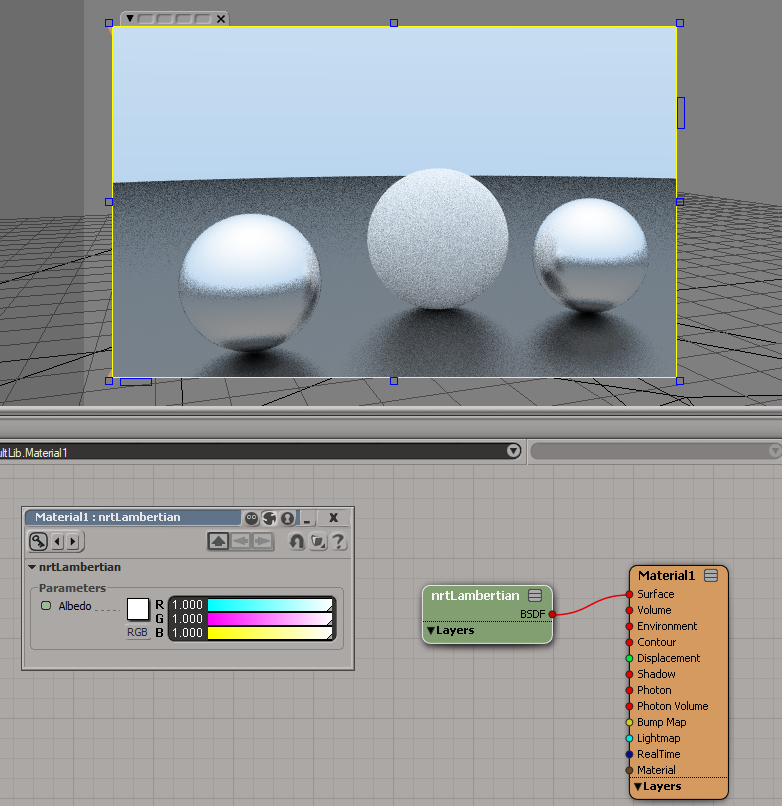 ultLib.Material1
Material1 : nrtLambertian
nrtLambertian
Parameters
Albedo
R 1.000
G 1.000
RGB B 1.000
nrtLambertian
BSDF
Layers
Material1
Surface
Volume
Environment
Contour
Displacement
Shadow
Photon
Photon Volume
Bump Map
Lightmap
RealTime
Material
Layers